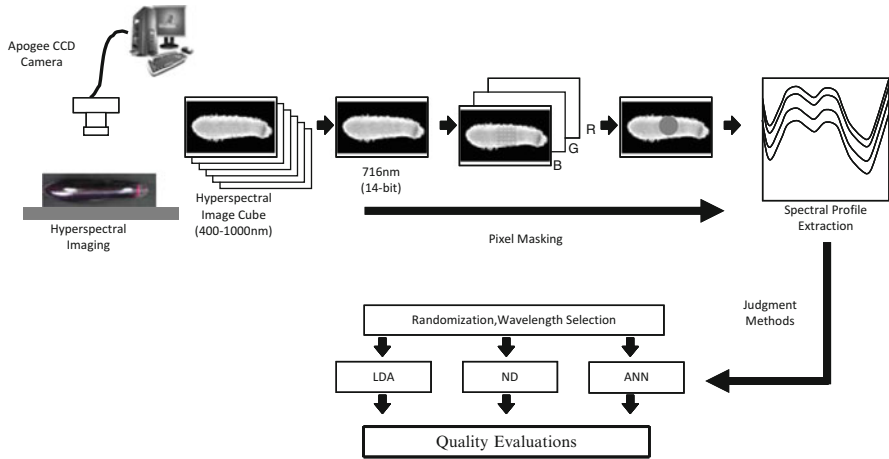 Apogee CCD
Camera
Hyperspectral
Imaging
Hyperspectral
Image Cube
(400-1000nm)
716nm
(14-bit)
B
G
R
Pixel Masking
Spectral Profile
Extraction
Judgment
Methods
Randomization,Wavelength Selection
LDA
ND
ANN
Quality Evaluations